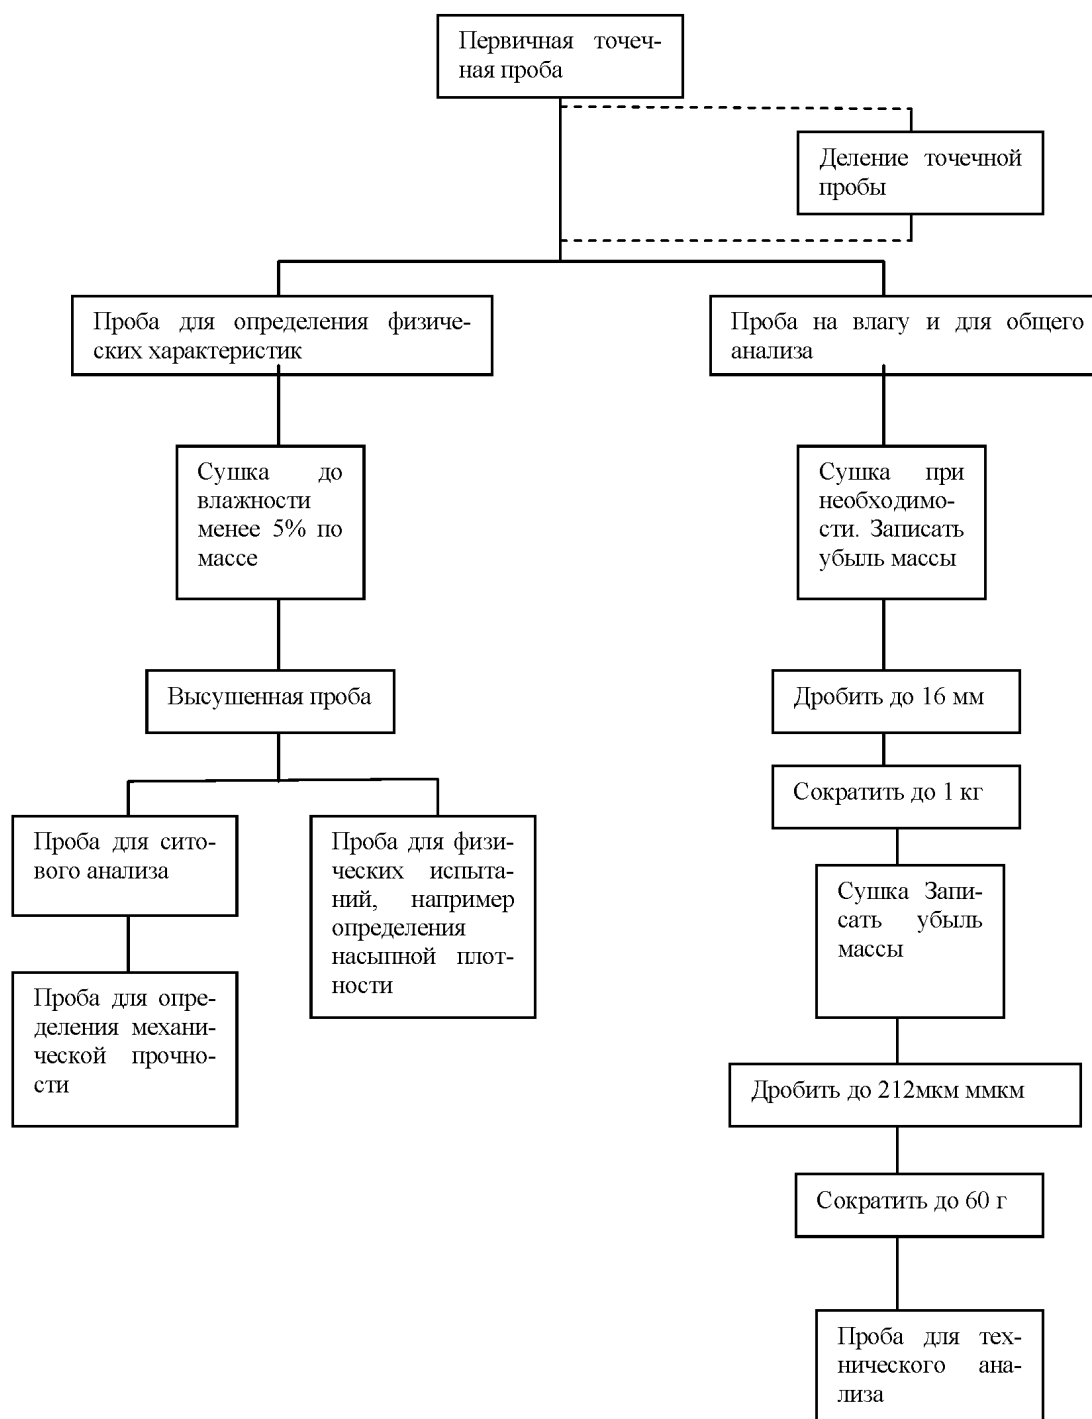 Первичная точеч-
ная проба
Деление точечной
пробы
Проба для определения физиче-
ских характеристик
Проба на влагу и для общего
анализа
Сушка до
влажности
менее 5% по
массе
Сушка при
необходимо-
сти. Записать
убыль массы
Высушенная проба
Дробить до 16 мм
Сократить до 1 кг
Проба для сито-
вого анализа
Проба для физи-
ческих испыта-
ний, например
определения
насыпной плот-
ности
Сушка Запи-
сать убыль
массы
Проба для опре-
деления механи-
ческой прочно-
сти
Дробить до 212мкм ммкм
Сократить до 60 г
Проба для тех-
нического ана-
лиза